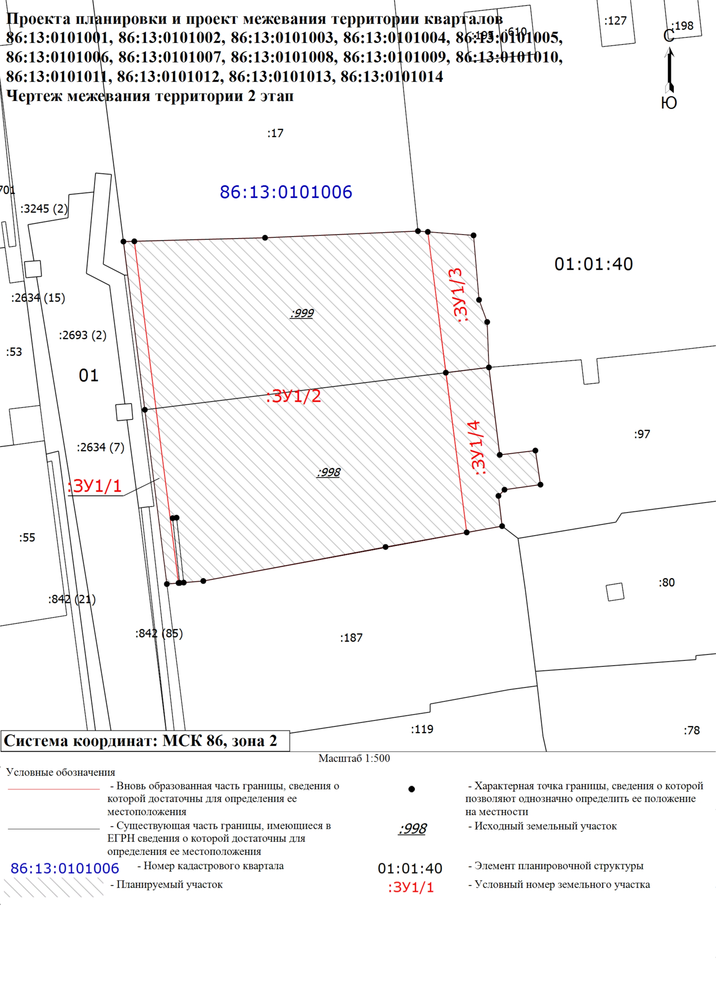 Проекта планировки и проект межевания территории кварталов
86:13:0101001, 86:13:0101002, 86:13:0101003, 86:13:0101004, 86:13:0101005,
86:13:0101006, 86:13:0101007, 86:13:0101008, 86:13:0101009, 86:13:0101010,
86:13:0101011, 86:13:0101012, 86:13:0101013, 86:13:0101014
Чертеж межевания территории 2 этап
:195
:610
:127
:198
С
Ю
:17
86:13:0101006
701
:3245 (2)
01:01:40
:ЗУ1/3
:2634 (15)
:999
:2693 (2)
:53
01
:ЗУ1/2
:97
:ЗУ1/4
:2634 (7)
:998
:ЗУ1/1
:55
:80
:842 (21)
:842 (85)
:187
:119
:78
Система координат: МСК 86, зона 2
Масштаб 1:500
Условные обозначения
- Вновь образованная часть границы, сведения о
которой достаточны для определения ее
местоположения
- Характерная точка границы, сведения о которой
позволяют однозначно определить ее положение
на местности
- Существующая часть границы, имеющиеся в
ЕГРН сведения о которой достаточны для
определения ее местоположения
:998 - Исходный земельный участок
86:13:0101006 - Номер кадастрового квартала
01:01:40 - Элемент планировочной структуры
- Планируемый участок
:ЗУ1/1 - Условный номер земельного участка